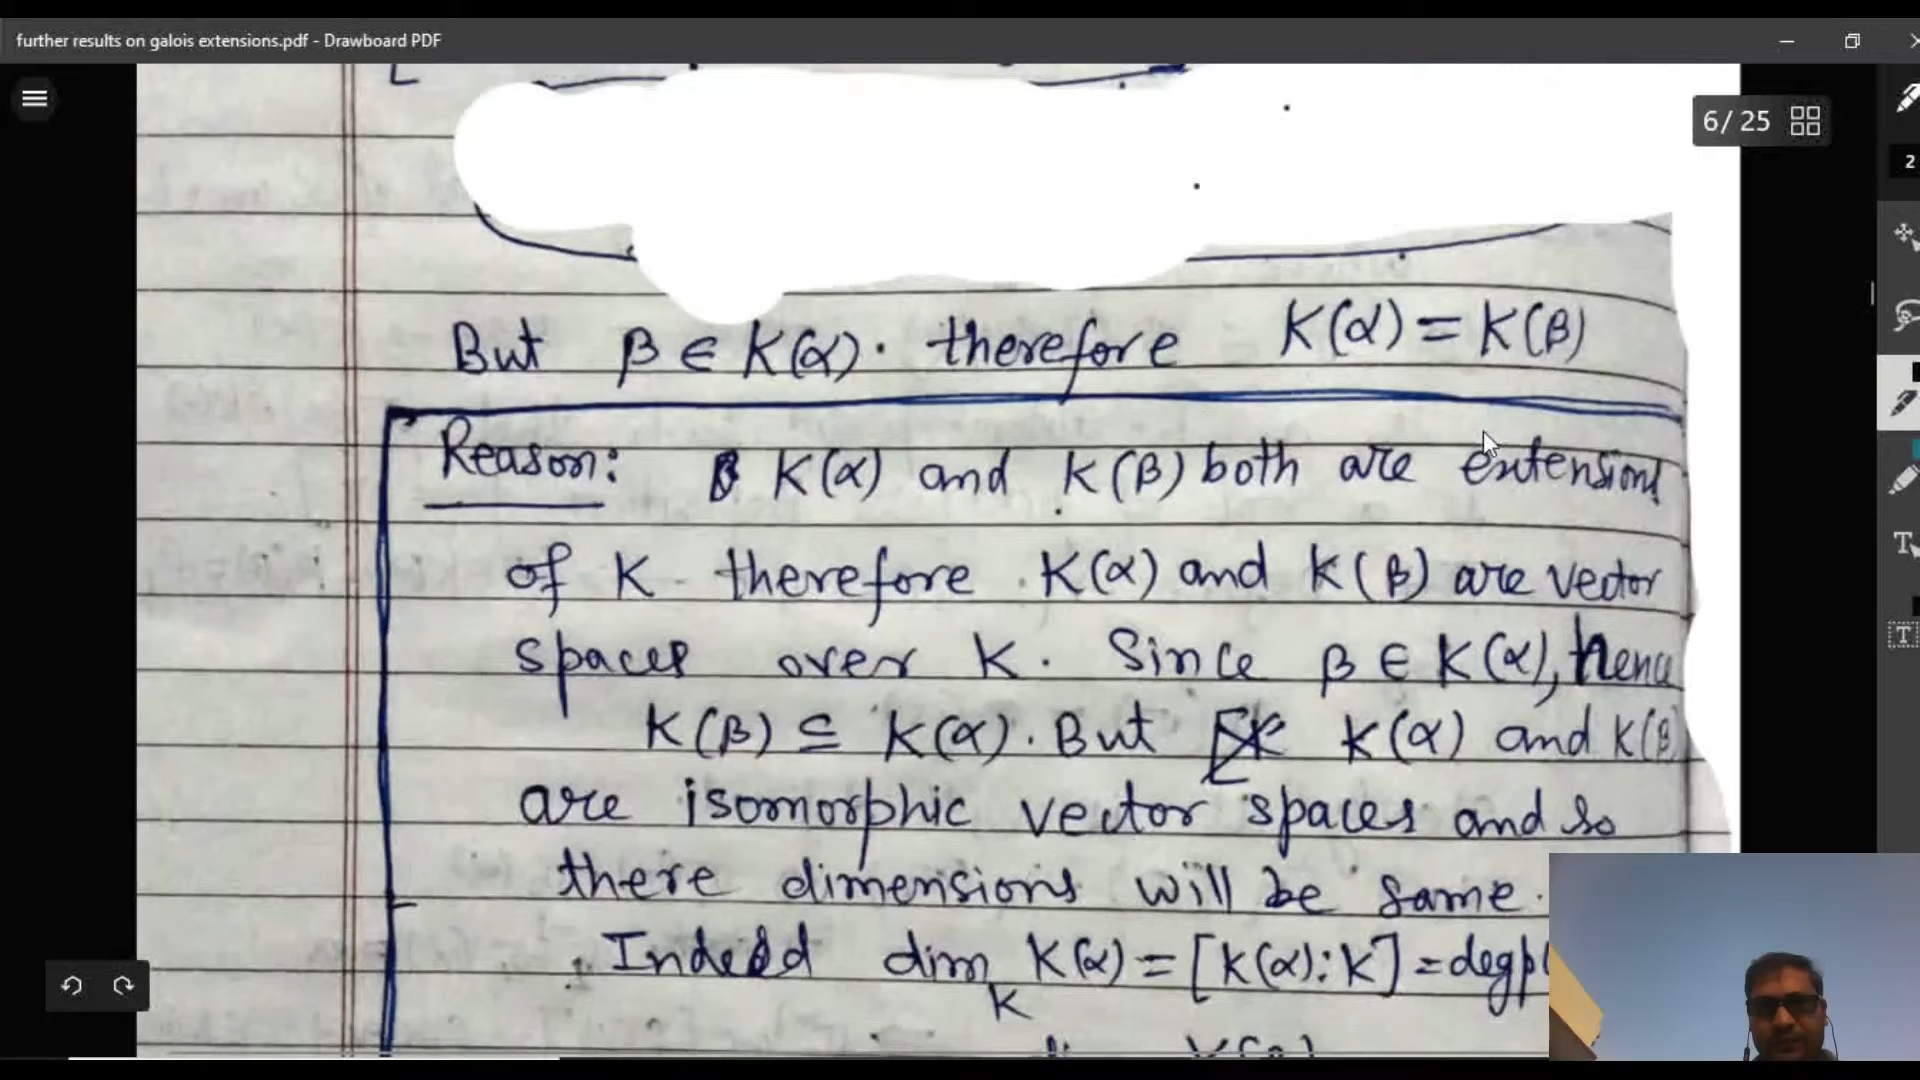 further results on galois extensions.pdf - Drawboard PDF
6 / 25
2
But β ∈ K(α). therefore K(α) = K(β)
Reason: K(α) and K(β) both are extensions
of K therefore K(α) and K(β) are vector
spaces over K. Since β ∈ K(α), hence
K(β) ⊆ K(α). But K(α) and K(β)
are isomorphic vector spaces and so
there dimensions will be same.
Indeed dim_K K(α) = [K(α):K] = deg p(